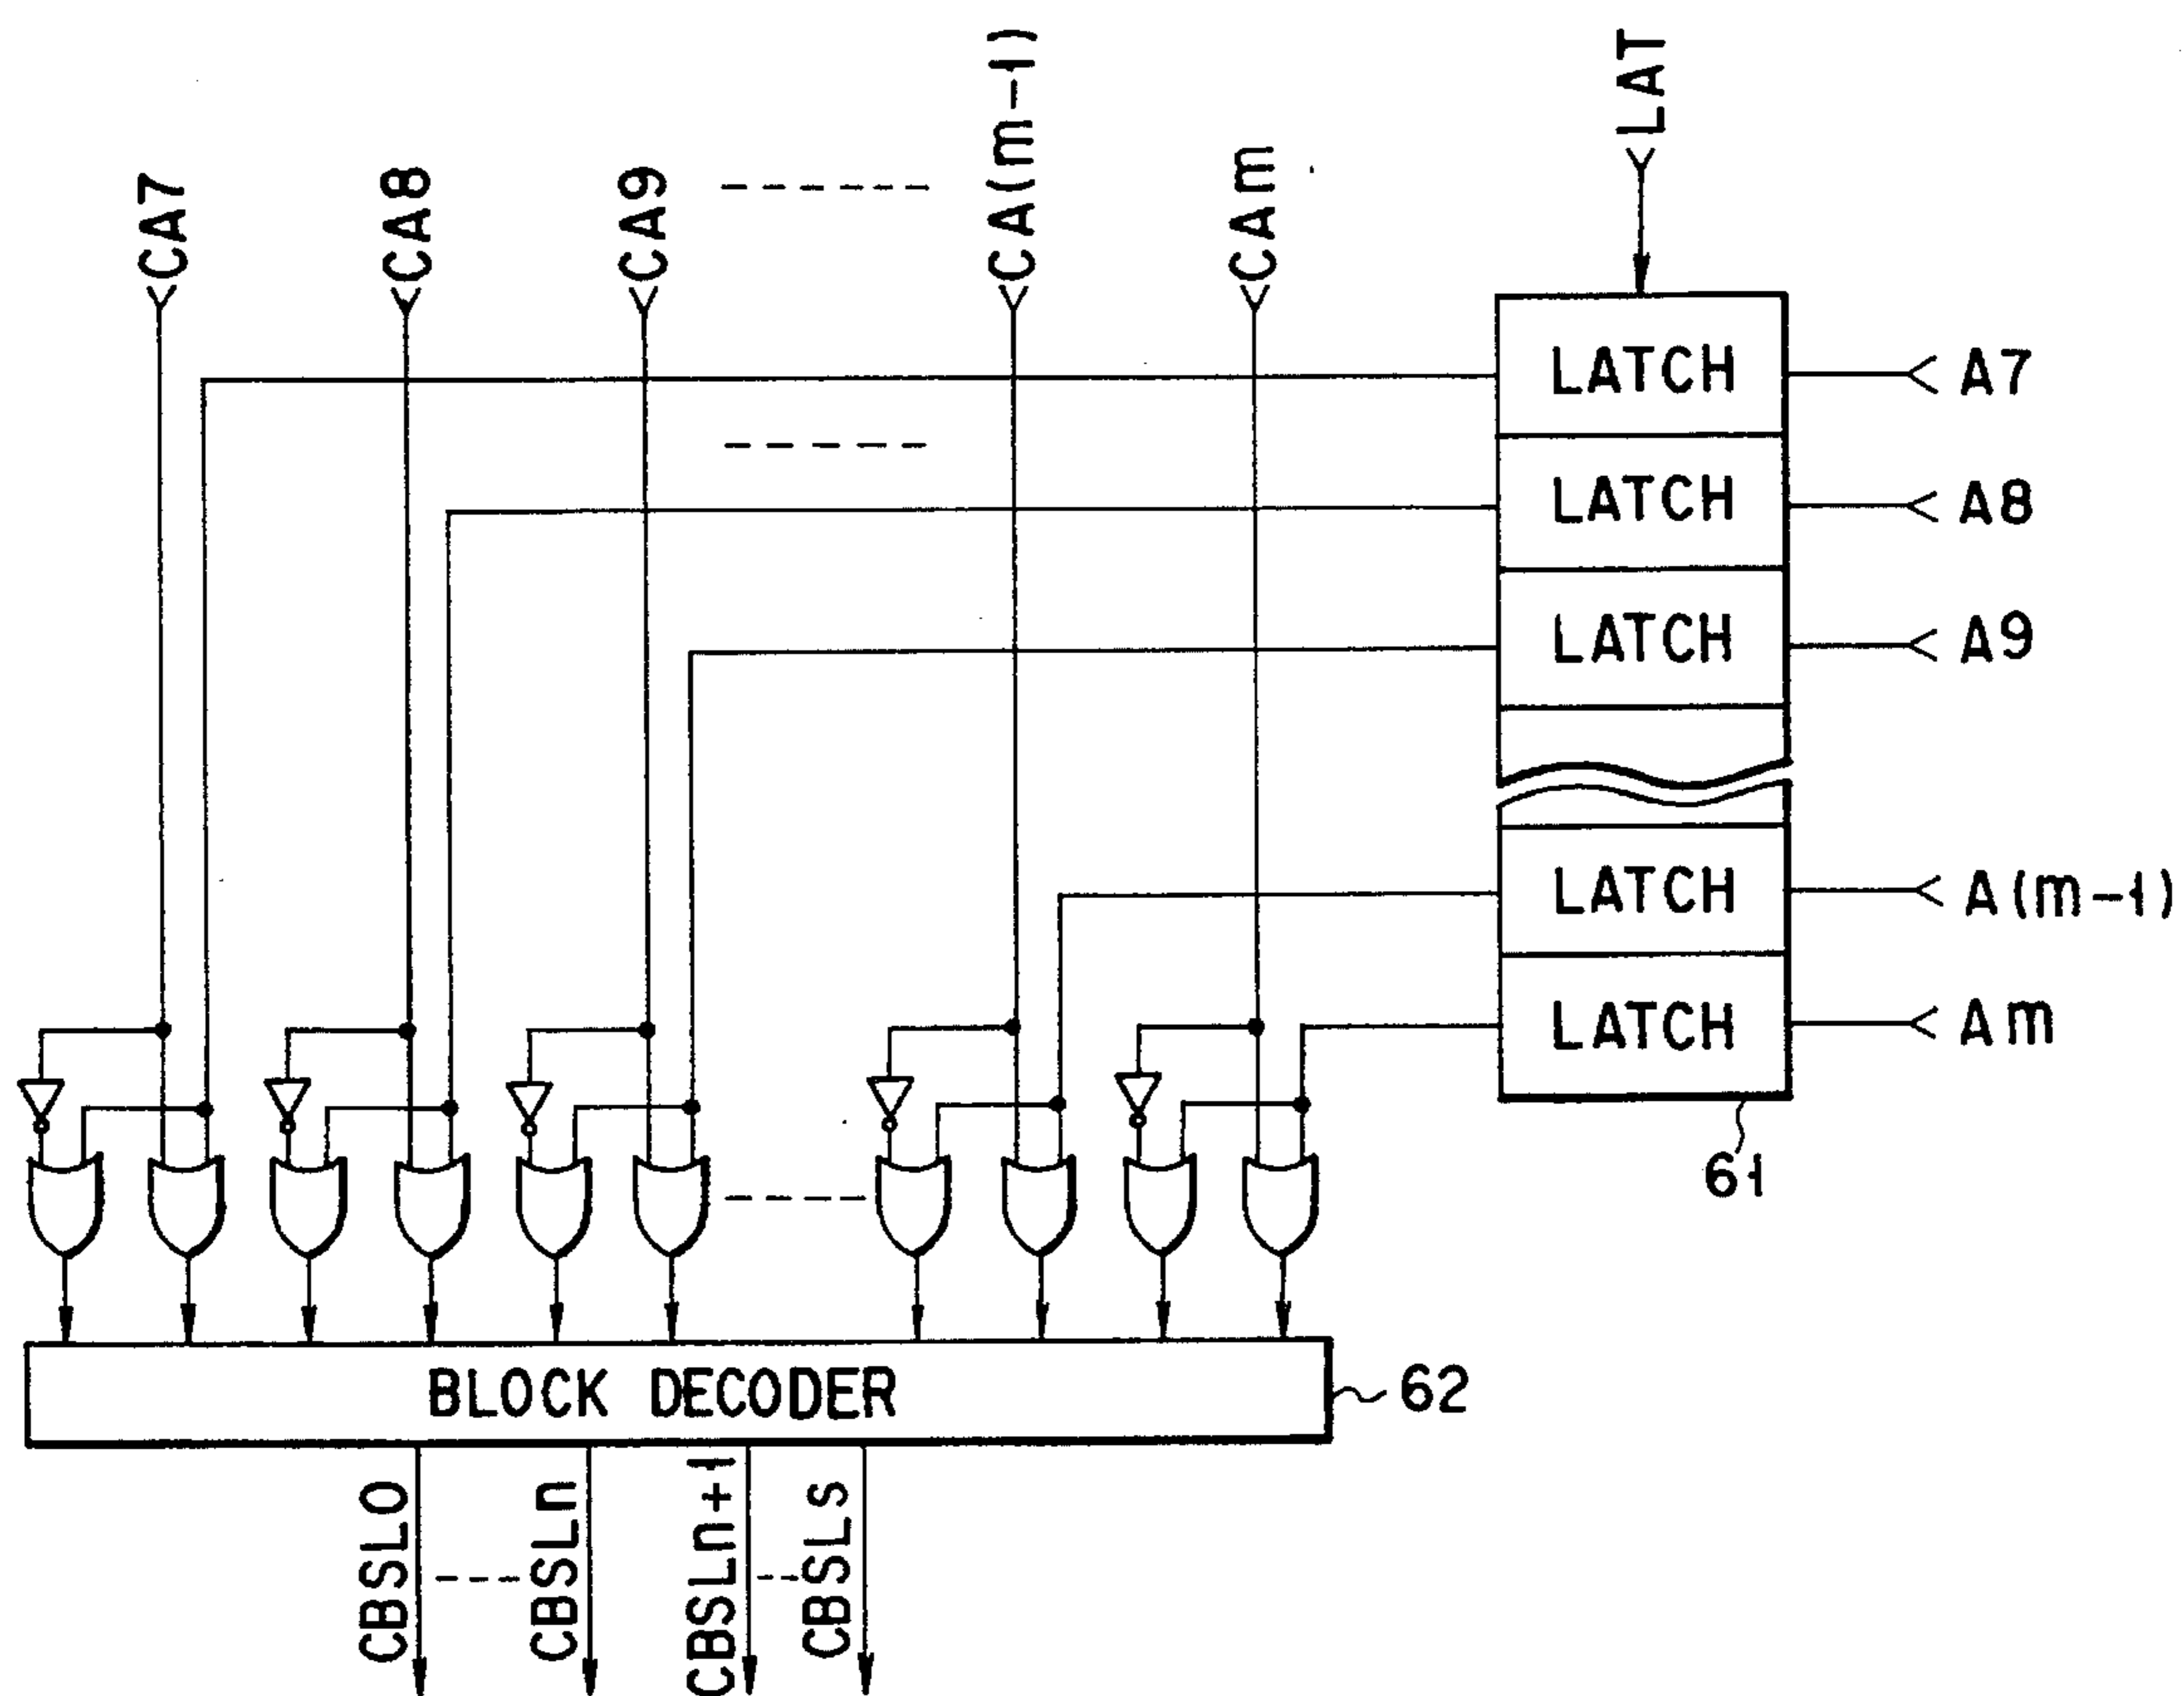 CA7
CA8
CA9
CA(m-1)
CAm
LAT
LATCH
A7
LATCH
A8
LATCH
A9
LATCH
A(m-1)
LATCH
Am
61
BLOCK DECODER
62
CBSL0
CBSLn
CBSLn+1
CBSLs